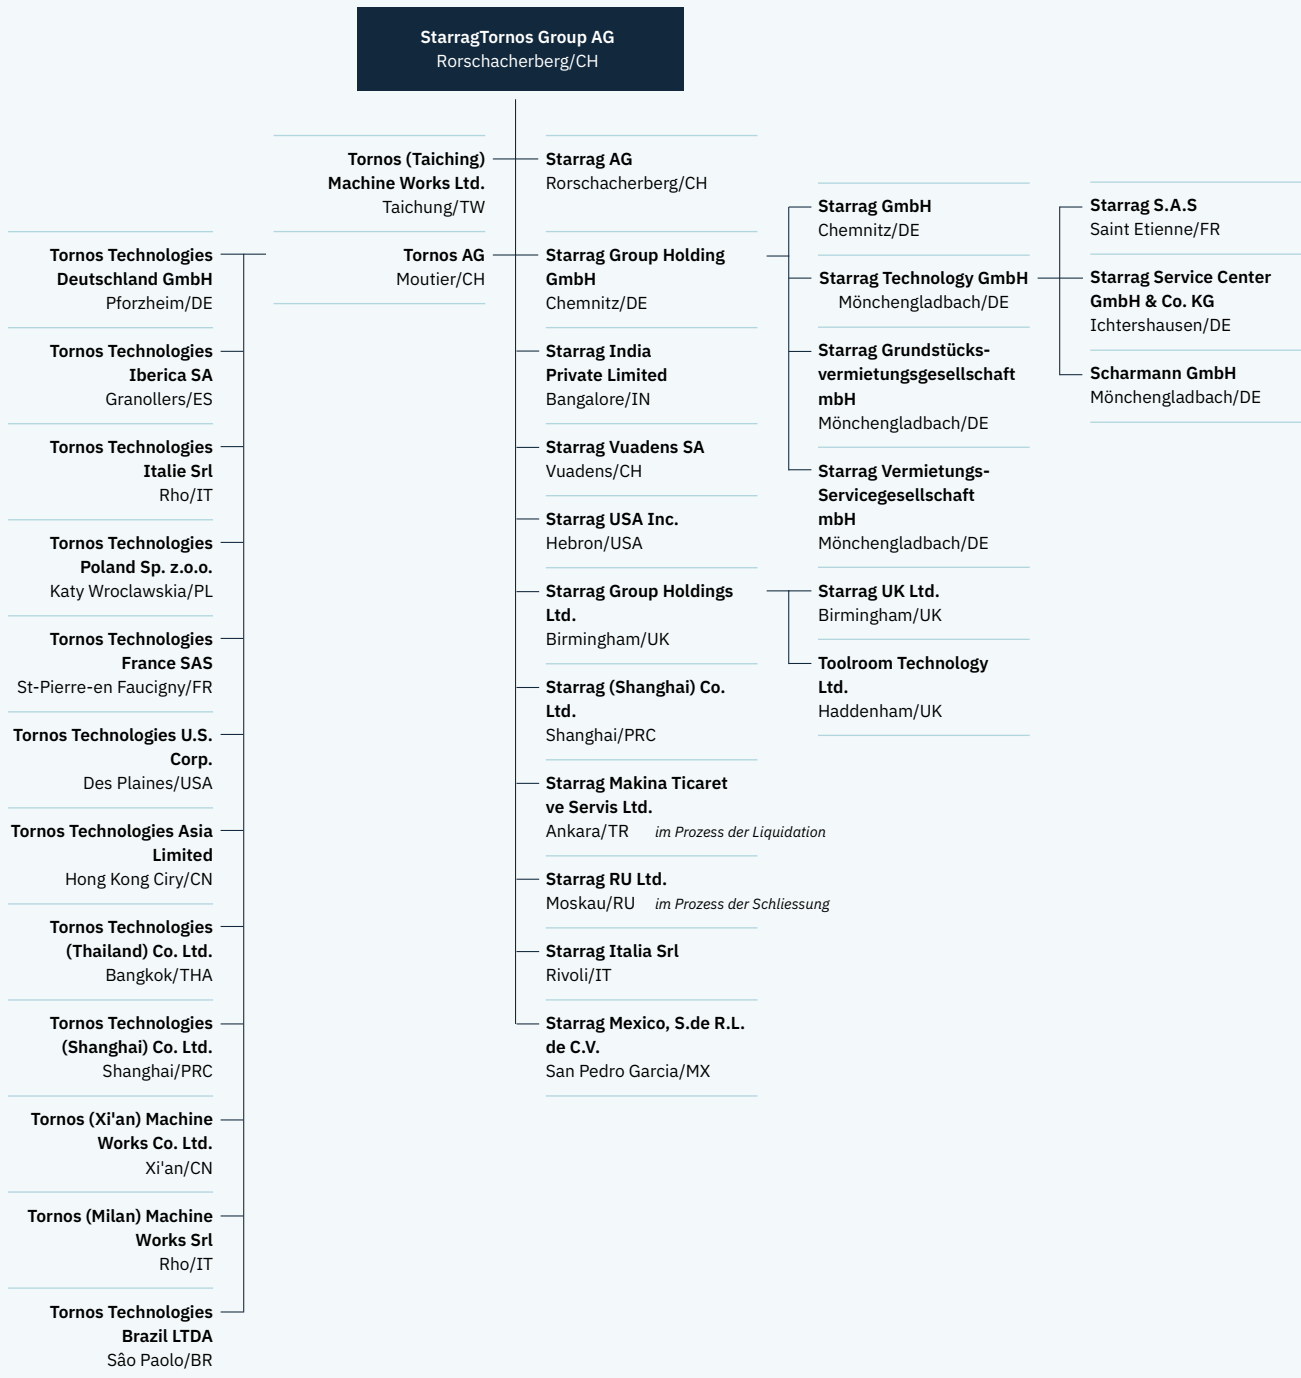 StarragTornos Group AG
Rorschacherberg/CH
Tornos (Taiching)
Machine Works Ltd.
Taichung/TW
Tornos AG
Moutier/CH
Tornos Technologies
Deutschland GmbH
Pforzheim/DE
Tornos Technologies
Iberica SA
Granollers/ES
Tornos Technologies
Italie Srl
Rho/IT
Tornos Technologies
Poland Sp. z.o.o.
Katy Wroclawskia/PL
Tornos Technologies
France SAS
St-Pierre-en Faucigny/FR
Tornos Technologies U.S.
Corp.
Des Plaines/USA
Tornos Technologies Asia
Limited
Hong Kong Ciry/CN
Tornos Technologies
(Thailand) Co. Ltd.
Bangkok/THA
Tornos Technologies
(Shanghai) Co. Ltd.
Shanghai/PRC
Tornos (Xi'an) Machine
Works Co. Ltd.
Xi'an/CN
Tornos (Milan) Machine
Works Srl
Rho/IT
Tornos Technologies
Brazil LTDA
Sâo Paolo/BR
Starrag AG
Rorschacherberg/CH
Starrag Group Holding
GmbH
Chemnitz/DE
Starrag India
Private Limited
Bangalore/IN
Starrag Vuadens SA
Vuadens/CH
Starrag USA Inc.
Hebron/USA
Starrag Group Holdings
Ltd.
Birmingham/UK
Starrag (Shanghai) Co.
Ltd.
Shanghai/PRC
Starrag Makina Ticaret
ve Servis Ltd.
Ankara/TR im Prozess der Liquidation
Starrag RU Ltd.
Moskau/RU im Prozess der Schliessung
Starrag Italia Srl
Rivoli/IT
Starrag Mexico, S.de R.L.
de C.V.
San Pedro Garcia/MX
Starrag GmbH
Chemnitz/DE
Starrag Technology GmbH
Mönchengladbach/DE
Starrag Grundstücks-
vermietungsgesellschaft
mbH
Mönchengladbach/DE
Starrag Vermietungs-
Servicegesellschaft
mbH
Mönchengladbach/DE
Starrag UK Ltd.
Birmingham/UK
Toolroom Technology
Ltd.
Haddenham/UK
Starrag S.A.S
Saint Etienne/FR
Starrag Service Center
GmbH & Co. KG
Ichtershausen/DE
Scharmann GmbH
Mönchengladbach/DE